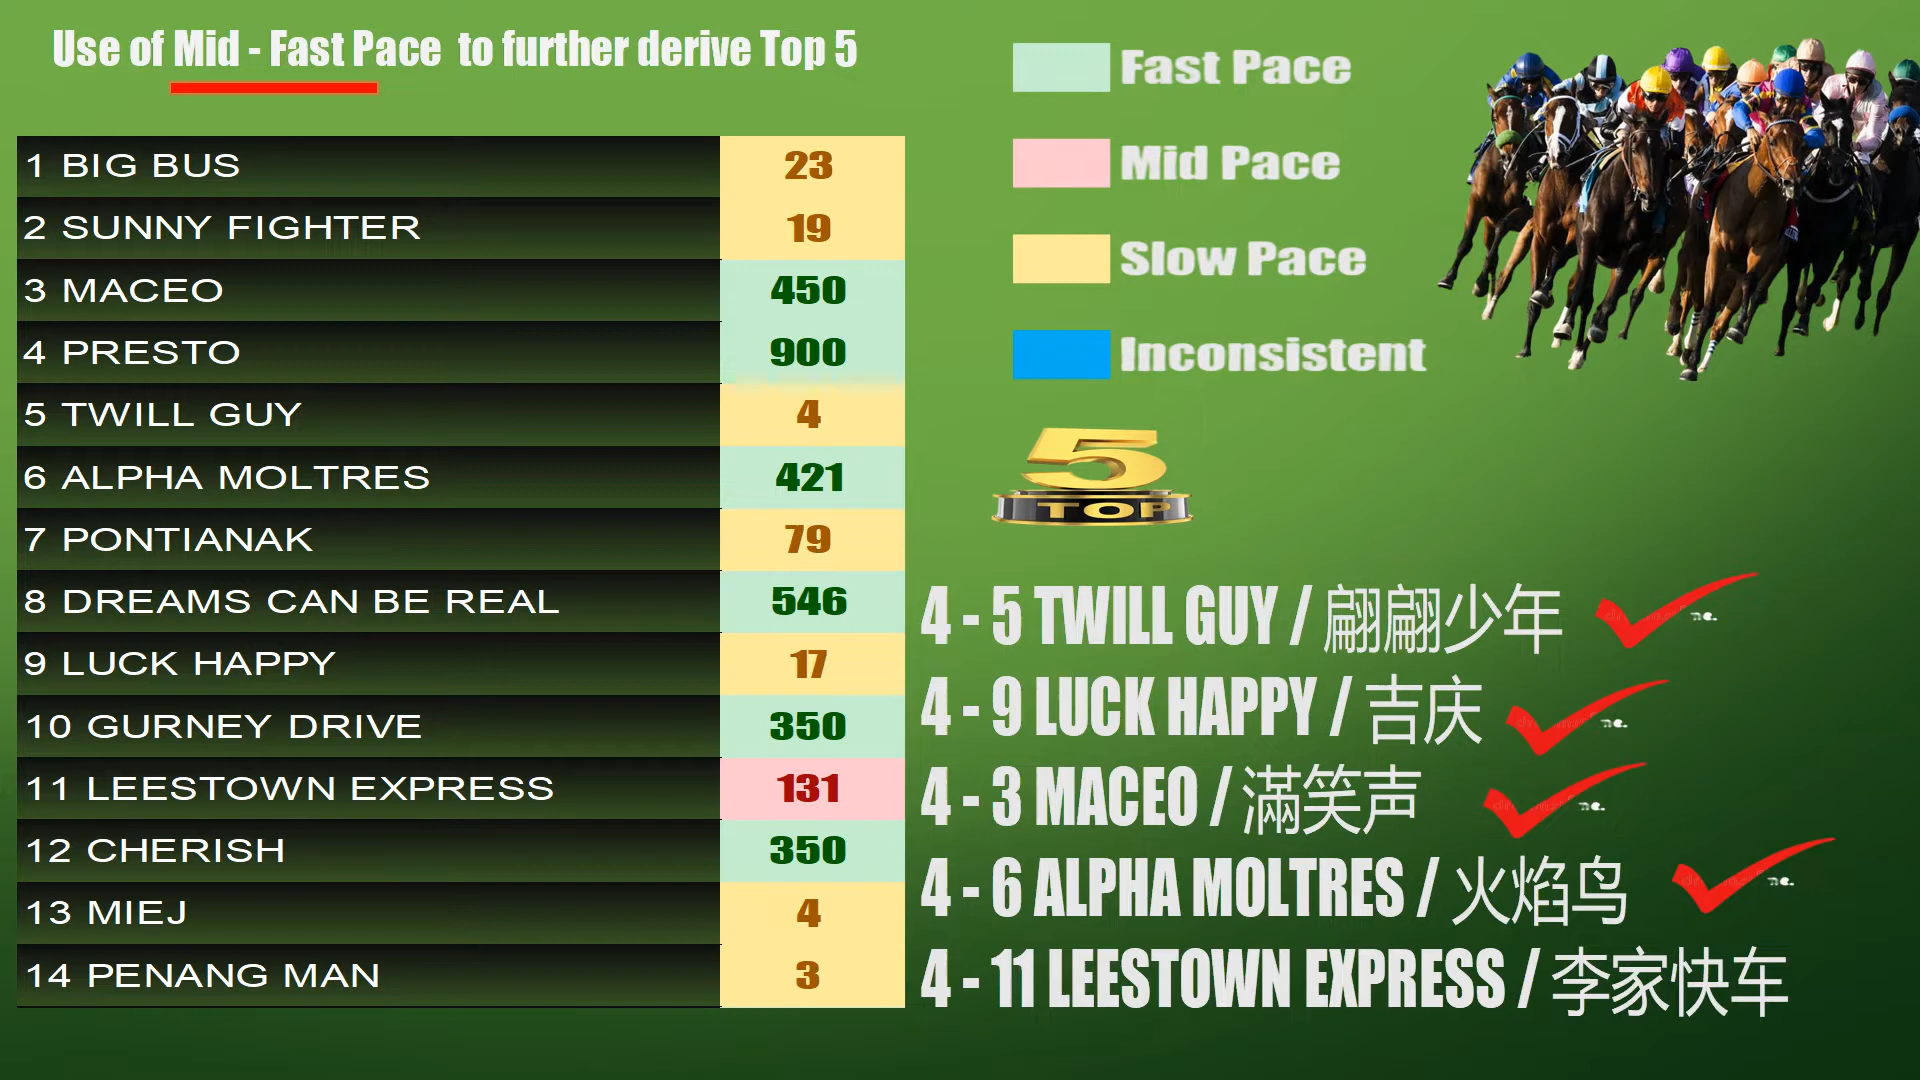 Use of Mid - Fast Pace to further derive Top 5
1 BIG BUS 23
2 SUNNY FIGHTER 19
3 MACEO 450
4 PRESTO 900
5 TWILL GUY 4
6 ALPHA MOLTRES 421
7 PONTIANAK 79
8 DREAMS CAN BE REAL 546
9 LUCK HAPPY 17
10 GURNEY DRIVE 350
11 LEESTOWN EXPRESS 131
12 CHERISH 350
13 MIEJ 4
14 PENANG MAN 3
Fast Pace
Mid Pace
Slow Pace
Inconsistent
5
TOP
4 - 5 TWILL GUY / 翩翩少年
4 - 9 LUCK HAPPY / 吉庆
4 - 3 MACEO / 滿笑声
4 - 6 ALPHA MOLTRES / 火焰鸟
4 - 11 LEESTOWN EXPRESS / 李家快车